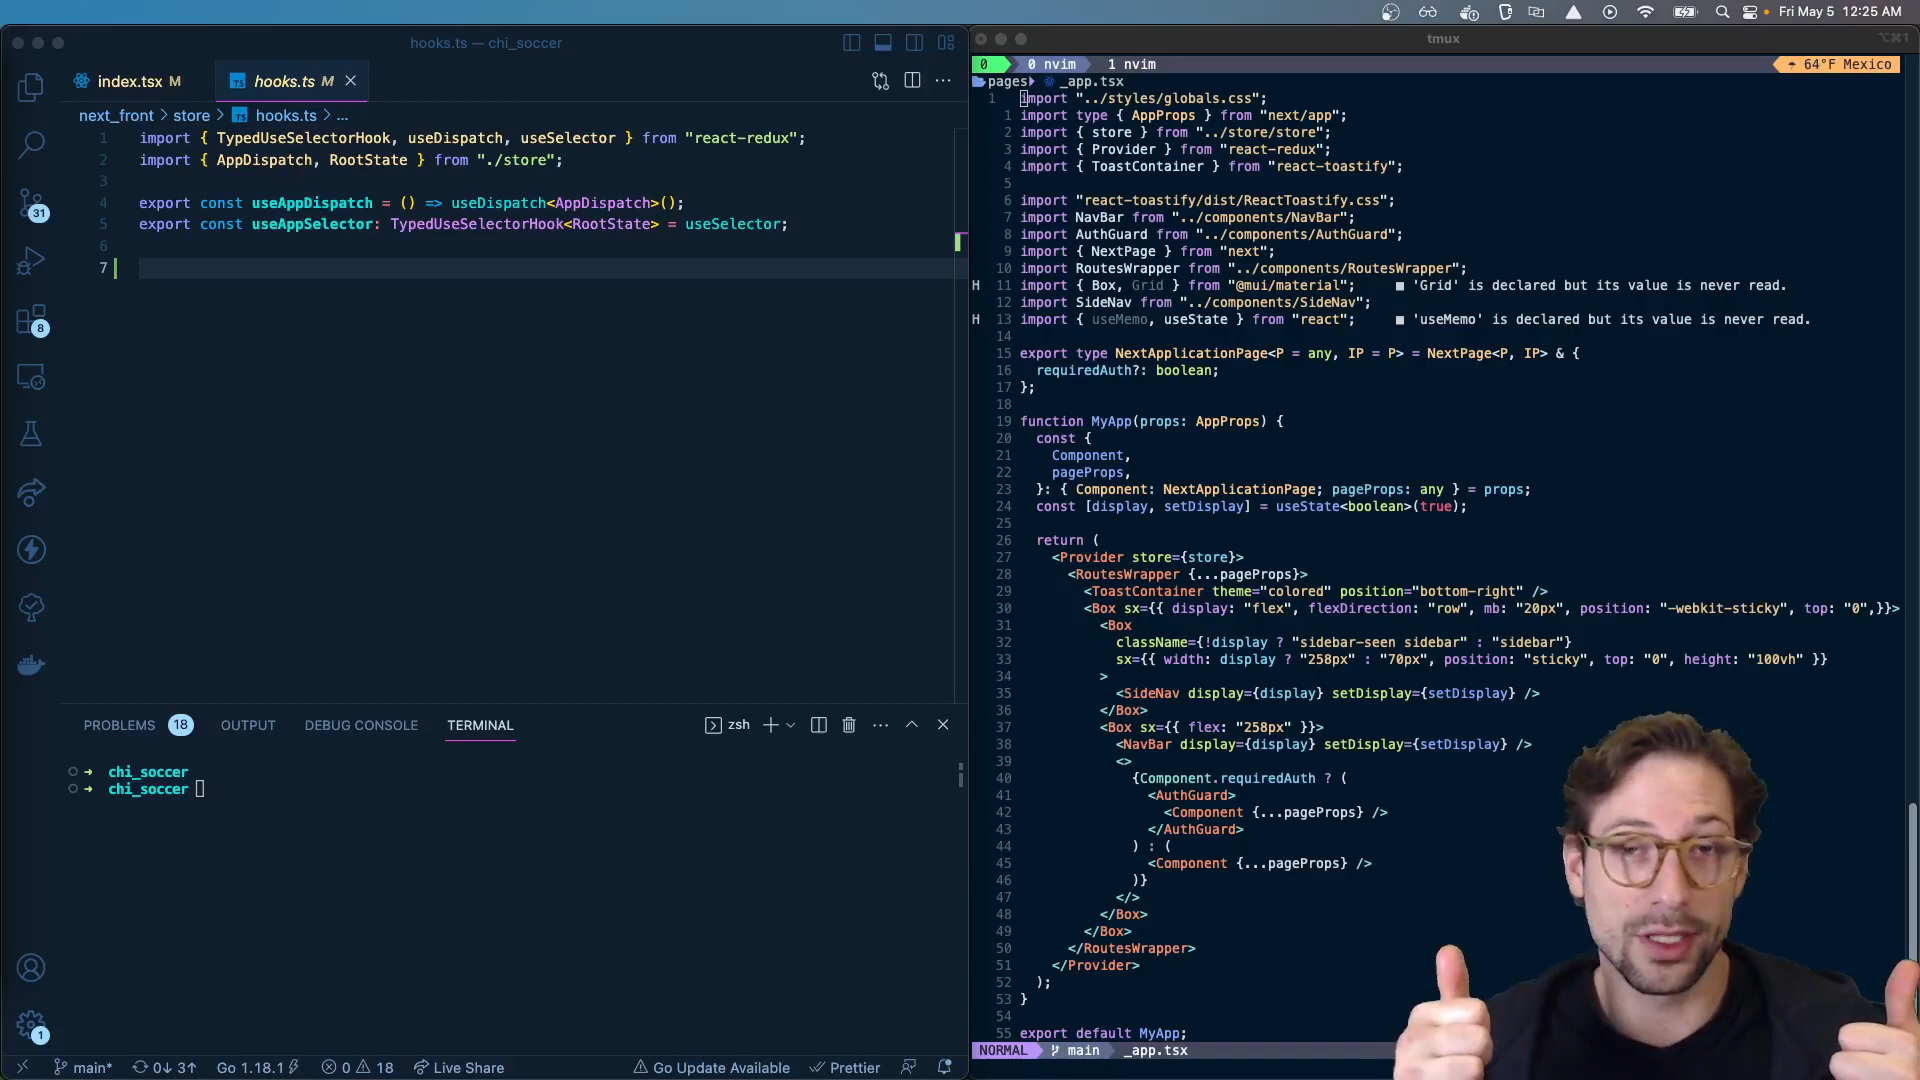 Fri May 5 12:25 AM
hooks.ts — chi_soccer
index.tsx M
TS hooks.ts M
next_front > store > TS hooks.ts > ...
1 import { TypedUseSelectorHook, useDispatch, useSelector } from "react-redux";
2 import { AppDispatch, RootState } from "./store";
3
4 export const useAppDispatch = () => useDispatch<AppDispatch>();
5 export const useAppSelector: TypedUseSelectorHook<RootState> = useSelector;
6
7
31
8
1
PROBLEMS 18 OUTPUT DEBUG CONSOLE TERMINAL
zsh
→ chi_soccer
→ chi_soccer
main* 0↓ 3↑ Go 1.18.1 0 18 Live Share Go Update Available Prettier
tmux
⌥⌘1
0 0 nvim 1 nvim
64°F Mexico
pages _app.tsx
1 import "../styles/globals.css";
1 import type { AppProps } from "next/app";
2 import { store } from "../store/store";
3 import { Provider } from "react-redux";
4 import { ToastContainer } from "react-toastify";
5
6 import "react-toastify/dist/ReactToastify.css";
7 import NavBar from "../components/NavBar";
8 import AuthGuard from "../components/AuthGuard";
9 import { NextPage } from "next";
10 import RoutesWrapper from "../components/RoutesWrapper";
H 11 import { Box, Grid } from "@mui/material"; ■ 'Grid' is declared but its value is never read.
12 import SideNav from "../components/SideNav";
H 13 import { useMemo, useState } from "react"; ■ 'useMemo' is declared but its value is never read.
14
15 export type NextApplicationPage<P = any, IP = P> = NextPage<P, IP> & {
16 requiredAuth?: boolean;
17 };
18
19 function MyApp(props: AppProps) {
20 const {
21 Component,
22 pageProps,
23 }: { Component: NextApplicationPage; pageProps: any } = props;
24 const [display, setDisplay] = useState<boolean>(true);
25
26 return (
27 <Provider store={store}>
28 <RoutesWrapper {...pageProps}>
29 <ToastContainer theme="colored" position="bottom-right" />
30 <Box sx={{ display: "flex", flexDirection: "row", mb: "20px", position: "-webkit-sticky", top: "0",}}>
31 <Box
32 className={!display ? "sidebar-seen sidebar" : "sidebar"}
33 sx={{ width: display ? "258px" : "70px", position: "sticky", top: "0", height: "100vh" }}
34 >
35 <SideNav display={display} setDisplay={setDisplay} />
36 </Box>
37 <Box sx={{ flex: "258px" }}>
38 <NavBar display={display} setDisplay={setDisplay} />
39 <>
40 {Component.requiredAuth ? (
41 <AuthGuard>
42 <Component {...pageProps} />
43 </AuthGuard>
44 ) : (
45 <Component {...pageProps} />
46 )}
47 </>
48 </Box>
49 </Box>
50 </RoutesWrapper>
51 </Provider>
52 );
53 }
54
55 export default MyApp;
NORMAL main _app.tsx